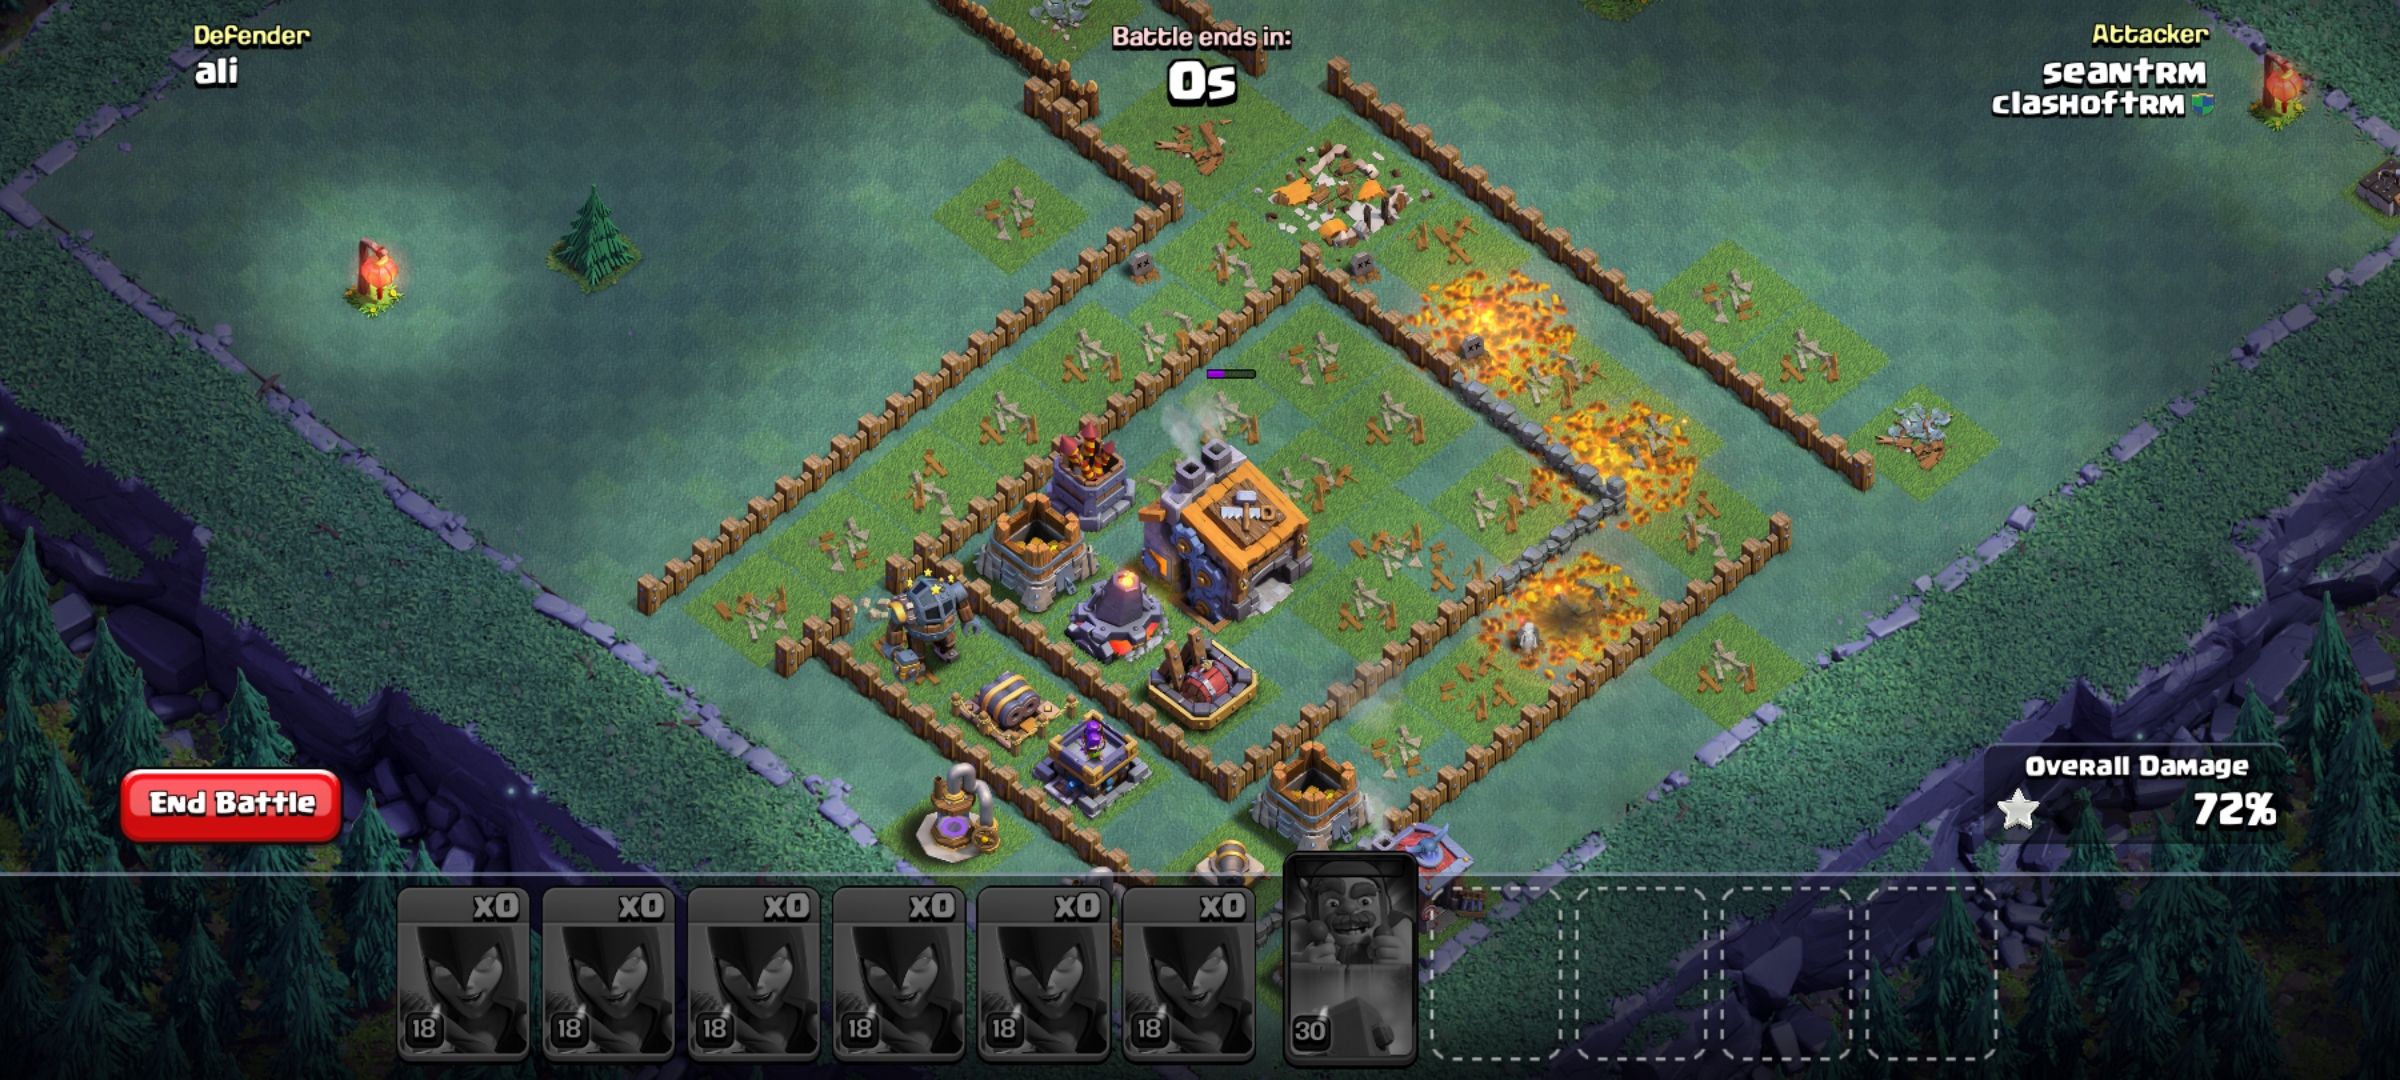 Defender
ali
Battle ends in:
0s
Attacker
seantRM
clashoftRM
End Battle
Overall Damage
72%
x0 x0 x0 x0 x0 x0
18 18 18 18 18 18 30